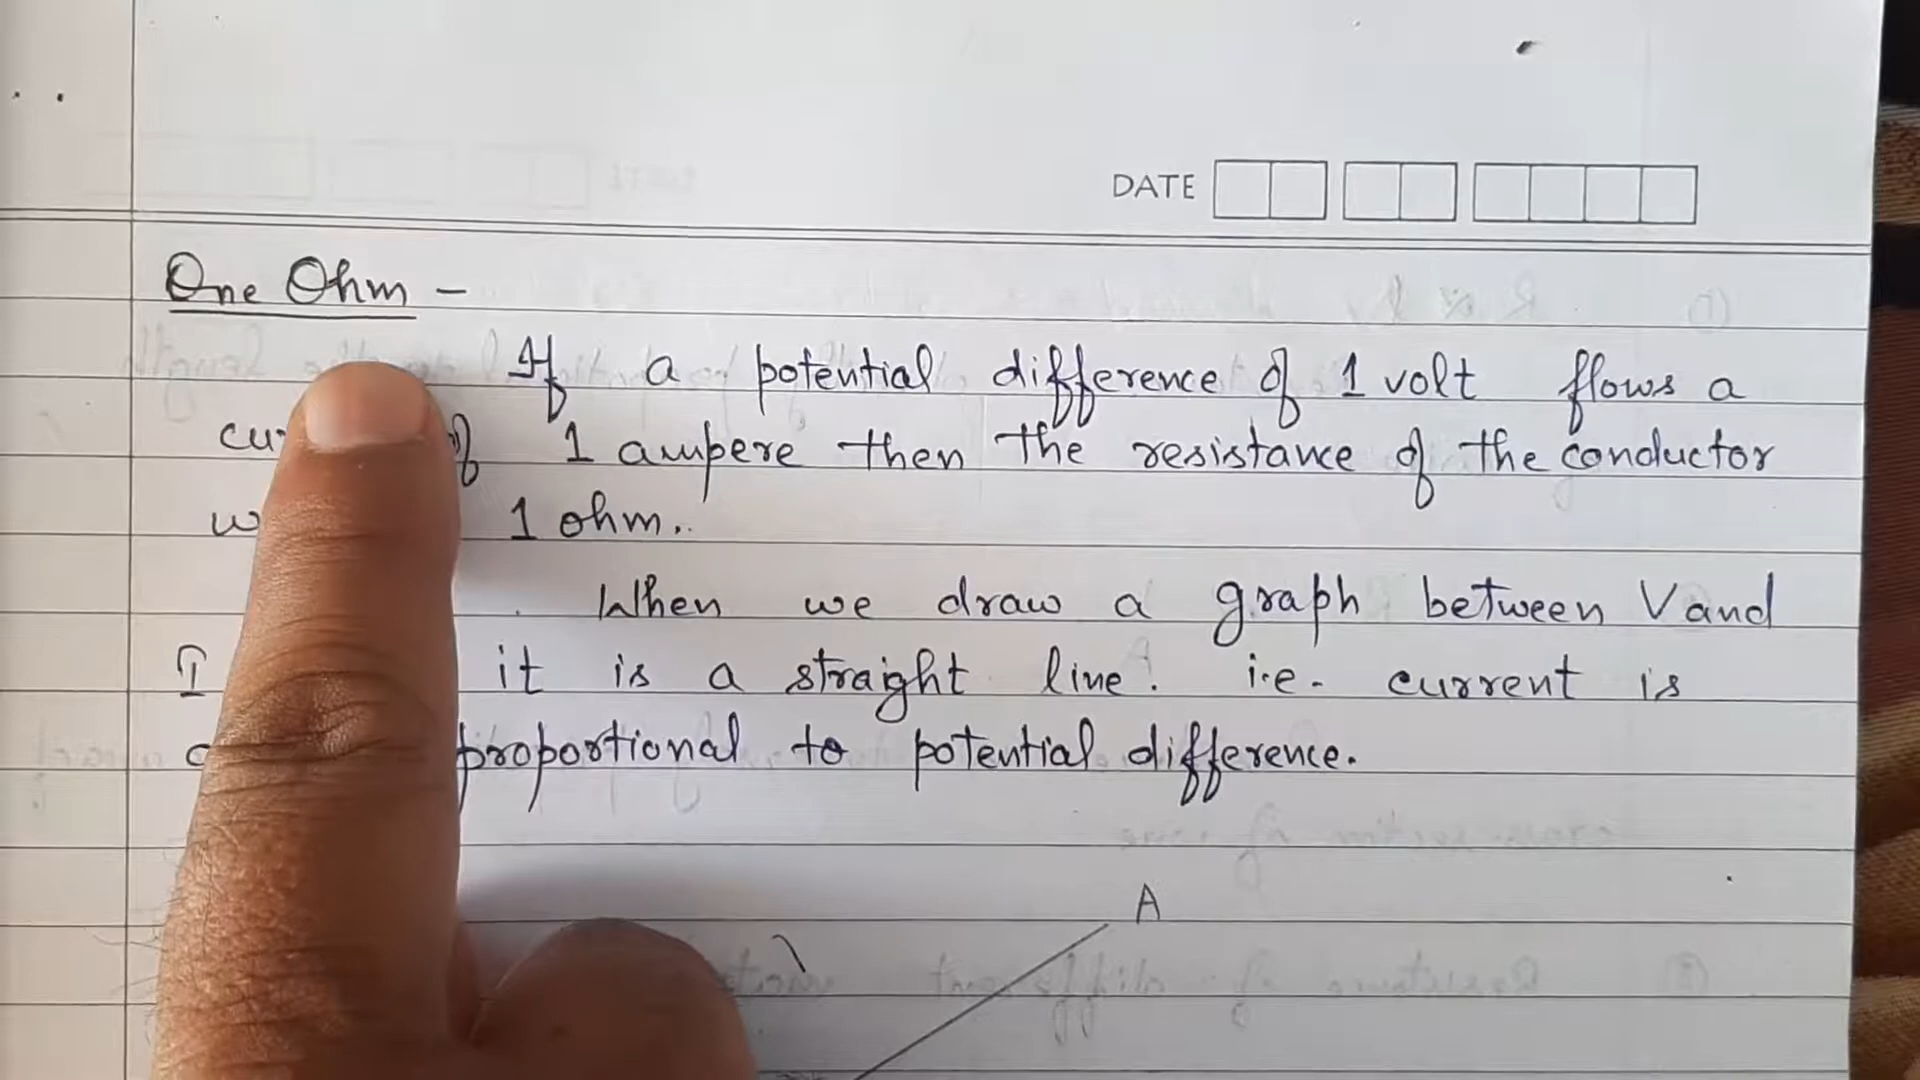 DATE
One Ohm -
If a potential difference of 1 volt flows a
of 1 ampere then the resistance of the conductor
1 ohm..
When we draw a graph between V and
I it is a straight line. i.e. current is
proportional to potential difference.
A